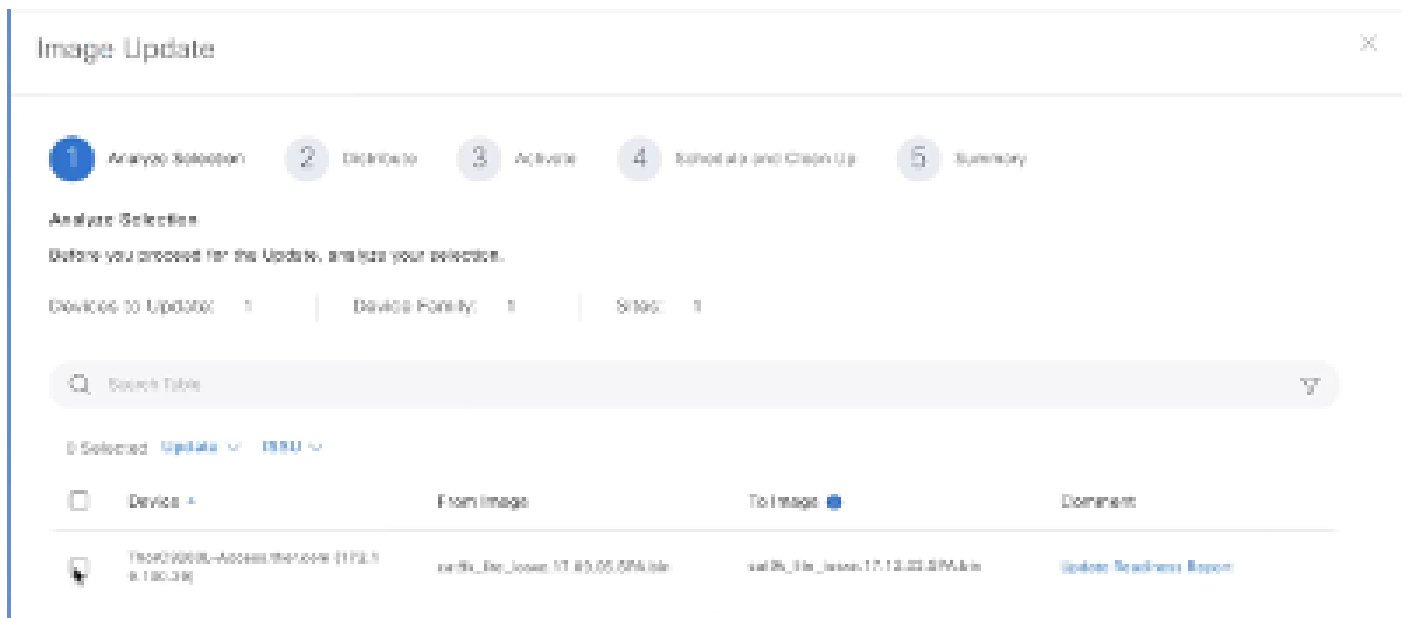 Image Update
1 Analyze Selection 2 Distribute 3 Activate 4 Schedule and Clean Up 5 Summary
Analyze Selection
Before you proceed for the Update, analyze your selection.
Devices to Update: 1 Device Family: 1 Sites: 1
Search Table
0 Selected Update ISSU
Device From Image To Image Comment
Update Readiness Report